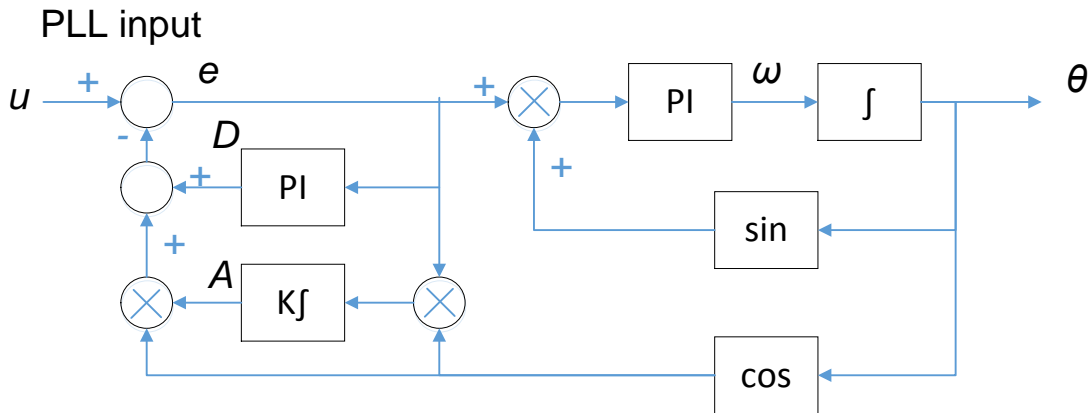 PLL input
u
+
e
+
PI
ω
∫
θ
-
D
+
PI
+
sin
+
A
K∫
cos